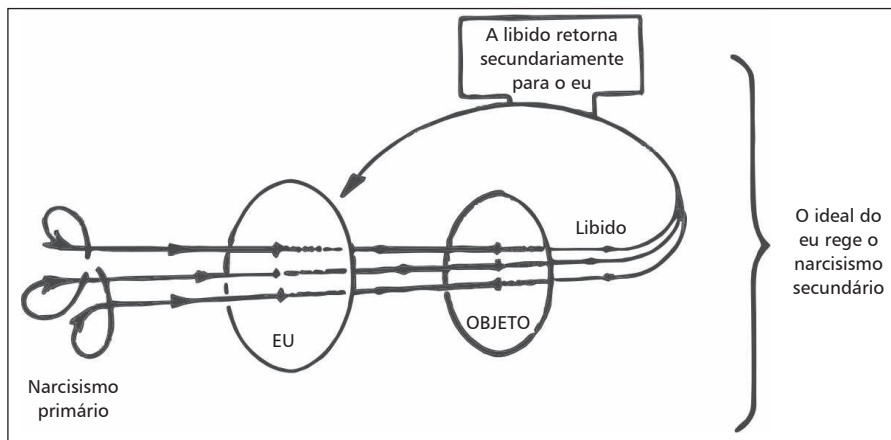 A libido retorna
secundariamente
para o eu
Libido
O ideal do
eu rege o
narcisismo
secundário
EU
OBJETO
Narcisismo
primário